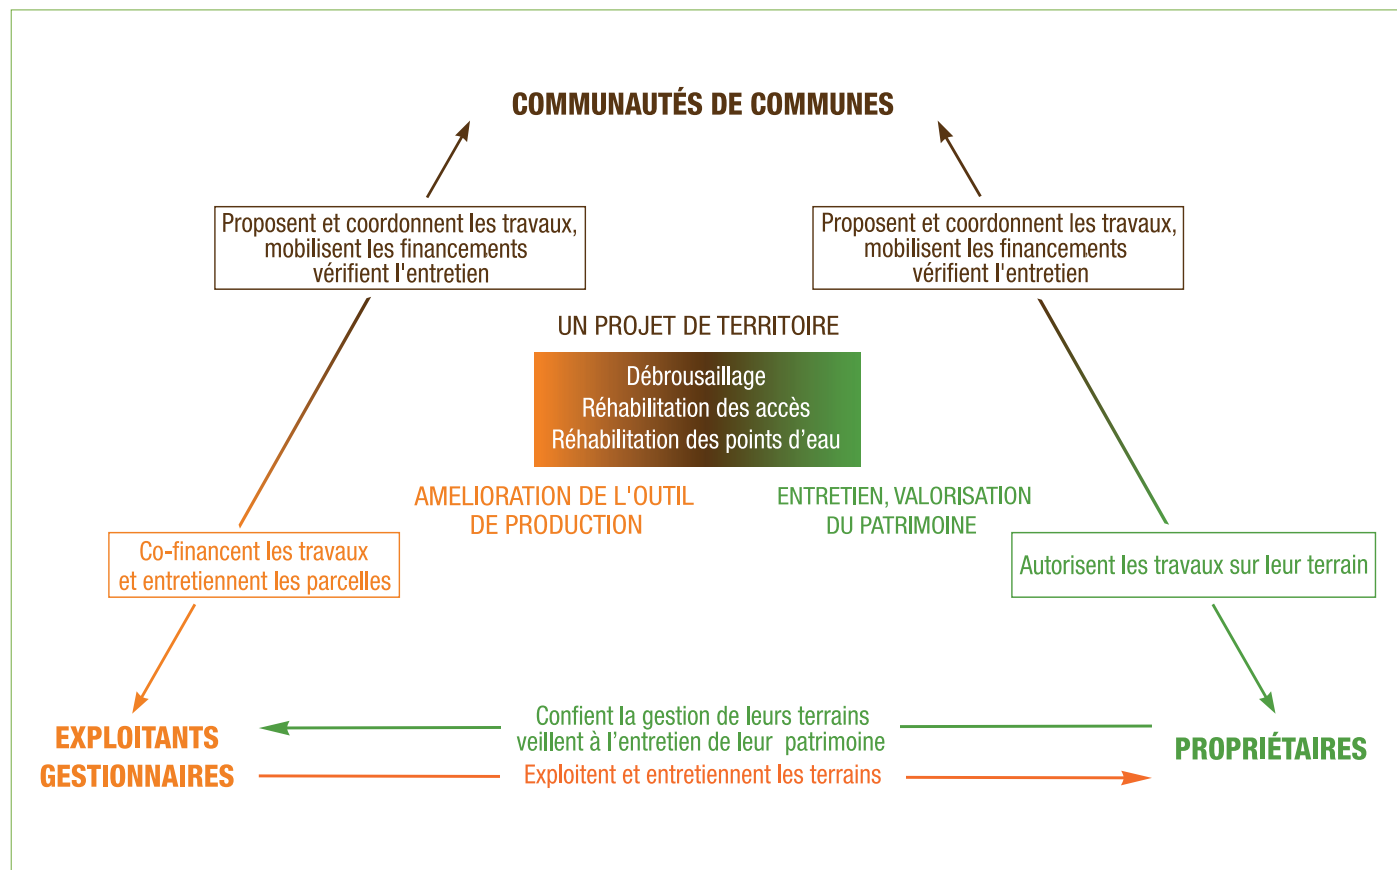 COMMUNAUTÉS DE COMMUNES
Proposent et coordonnent les travaux,
mobilisent les financements
vérifient l'entretien
Proposent et coordonnent les travaux,
mobilisent les financements
vérifient l'entretien
UN PROJET DE TERRITOIRE
Débrousaillage
Réhabilitation des accès
Réhabilitation des points d’eau
AMELIORATION DE L'OUTIL
DE PRODUCTION
ENTRETIEN, VALORISATION
DU PATRIMOINE
Co-financent les travaux
et entretiennent les parcelles
Autorisent les travaux sur leur terrain
EXPLOITANTS
GESTIONNAIRES
Confient la gestion de leurs terrains
veillent à l’entretien de leur patrimoine
Exploitent et entretiennent les terrains
PROPRIÉTAIRES